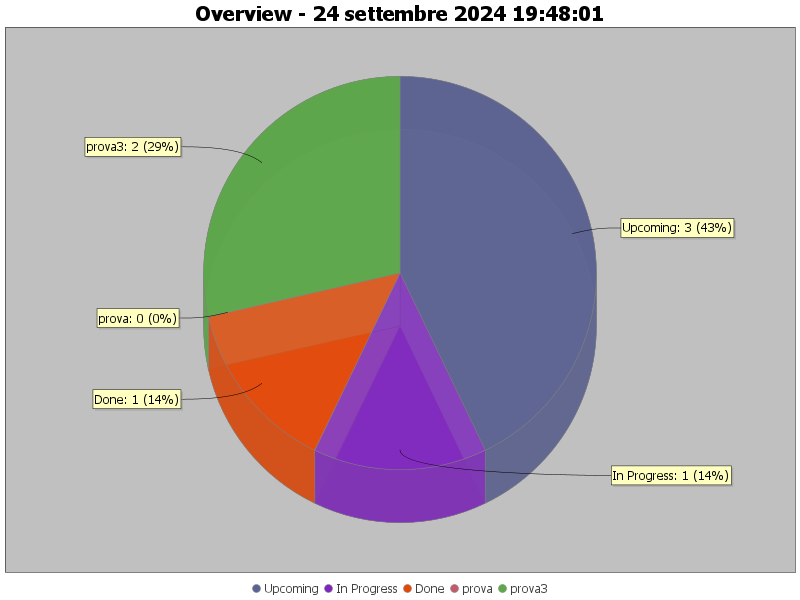 Overview - 24 settembre 2024 19:48:01
prova3: 2 (29%)
Upcoming: 3 (43%)
prova: 0 (0%)
Done: 1 (14%)
In Progress: 1 (14%)
Upcoming In Progress Done prova prova3